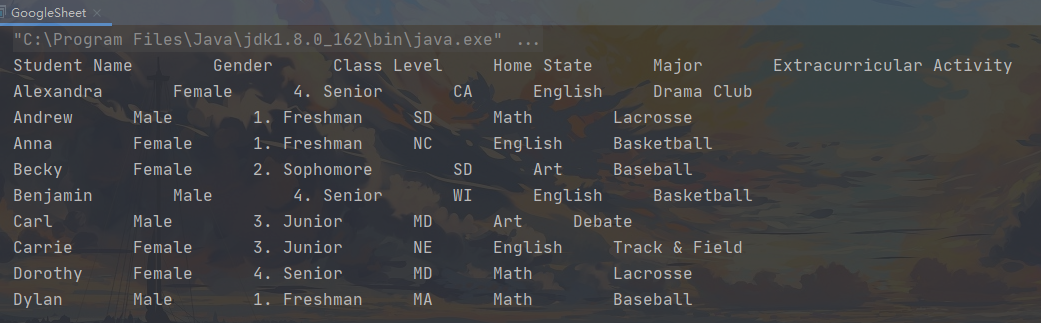 GoogleSheet ×
"C:\Program Files\Java\jdk1.8.0_162\bin\java.exe" ...
Student Name Gender Class Level Home State Major Extracurricular Activity
Alexandra Female 4. Senior CA English Drama Club
Andrew Male 1. Freshman SD Math Lacrosse
Anna Female 1. Freshman NC English Basketball
Becky Female 2. Sophomore SD Art Baseball
Benjamin Male 4. Senior WI English Basketball
Carl Male 3. Junior MD Art Debate
Carrie Female 3. Junior NE English Track & Field
Dorothy Female 4. Senior MD Math Lacrosse
Dylan Male 1. Freshman MA Math Baseball